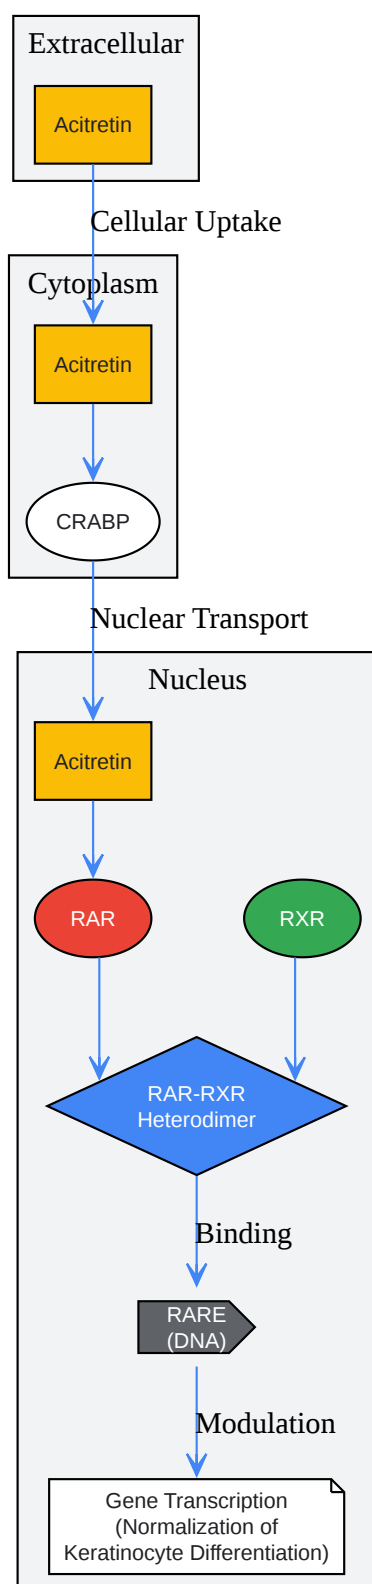 Extracellular
Acitretin
Cellular Uptake
Cytoplasm
Acitretin
CRABP
Nuclear Transport
Nucleus
Acitretin
RAR
RXR
RAR-RXR
Heterodimer
Binding
RARE
(DNA)
Modulation
Gene Transcription
(Normalization of
Keratinocyte Differentiation)